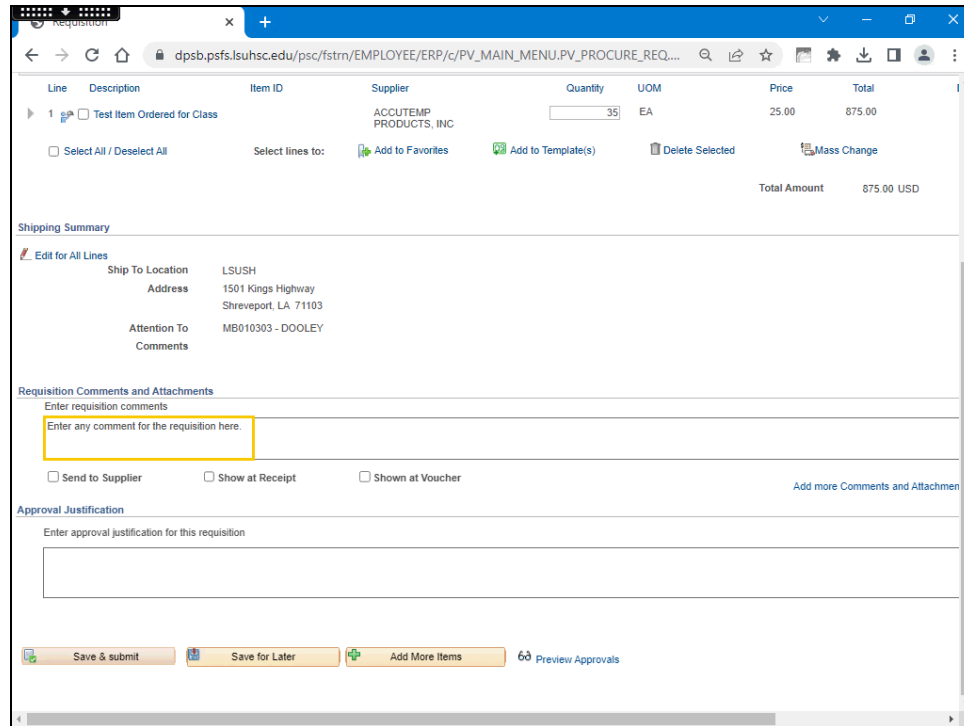 Requisition
dpsb.psfs.lsuhsc.edu/psc/fstrn/EMPLOYEE/ERP/c/PV_MAIN_MENU.PV_PROCURE_REQ....
Line Description Item ID Supplier Quantity UOM Price Total
1 Test Item Ordered for Class ACCUTEMP PRODUCTS, INC 35 EA 25.00 875.00
Select All / Deselect All Select lines to: Add to Favorites Add to Template(s) Delete Selected Mass Change
Total Amount 875.00 USD
Shipping Summary
Edit for All Lines
Ship To Location LSUSH
Address 1501 Kings Highway
Shreveport, LA 71103
Attention To MB010303 - DOOLEY
Comments
Requisition Comments and Attachments
Enter requisition comments
Enter any comment for the requisition here.
Send to Supplier Show at Receipt Shown at Voucher
Add more Comments and Attachmen
Approval Justification
Enter approval justification for this requisition
Save & submit Save for Later Add More Items Preview Approvals